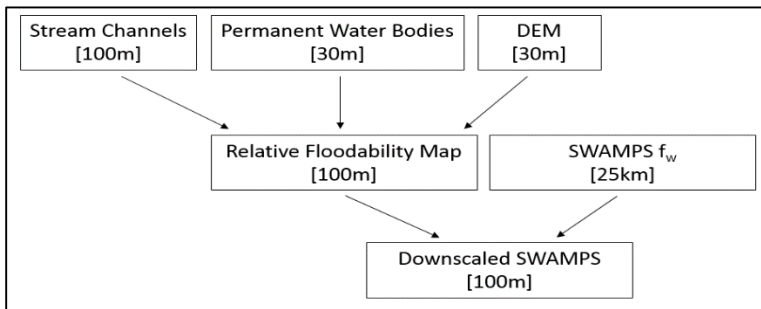 Stream Channels
[100m]
Permanent Water Bodies
[30m]
DEM
[30m]
Relative Floodability Map
[100m]
SWAMPS fw
[25km]
Downscaled SWAMPS
[100m]